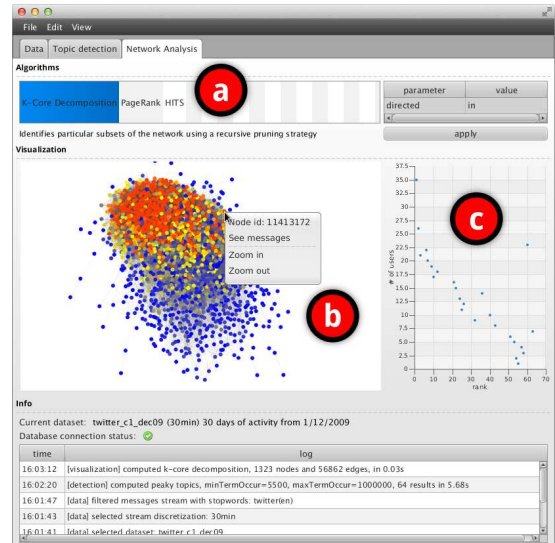 File Edit View
Data Topic detection Network Analysis
Algorithms
K-Core Decomposition PageRank HITS
a
parameter value
directed in
Identifies particular subsets of the network using a recursive pruning strategy
apply
Visualization
Node id: 11413172
See messages
Zoom in
Zoom out
b
37.5
35.0
32.5
30.0
27.5
25.0
22.5
20.0
17.5
15.0
12.5
10.0
7.5
5.0
2.5
0
# of users
c
0 10 20 30 40 50 60 70
rank
Info
Current dataset: twitter_c1_dec09 (30min) 30 days of activity from 1/12/2009
Database connection status:
time log
16:03:12 [visualization] computed k-core decomposition, 1323 nodes and 56862 edges, in 0.03s
16:02:20 [detection] computed peaky topics, minTermOccur=5500, maxTermOccur=1000000, 64 results in 5.68s
16:01:47 [data] filtered messages stream with stopwords: twitter(en)
16:01:43 [data] selected stream discretization: 30min
16:01:41 [data] selected dataset: twitter_c1_dec09